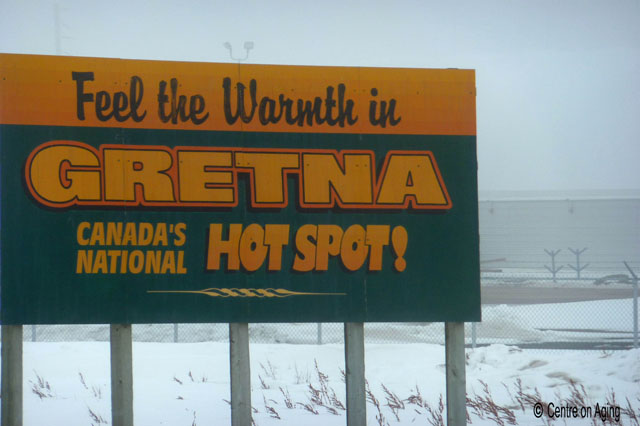 Feel the Warmth in
GRETNA
CANADA'S
NATIONAL
HOT SPOT!
© Centre on Aging